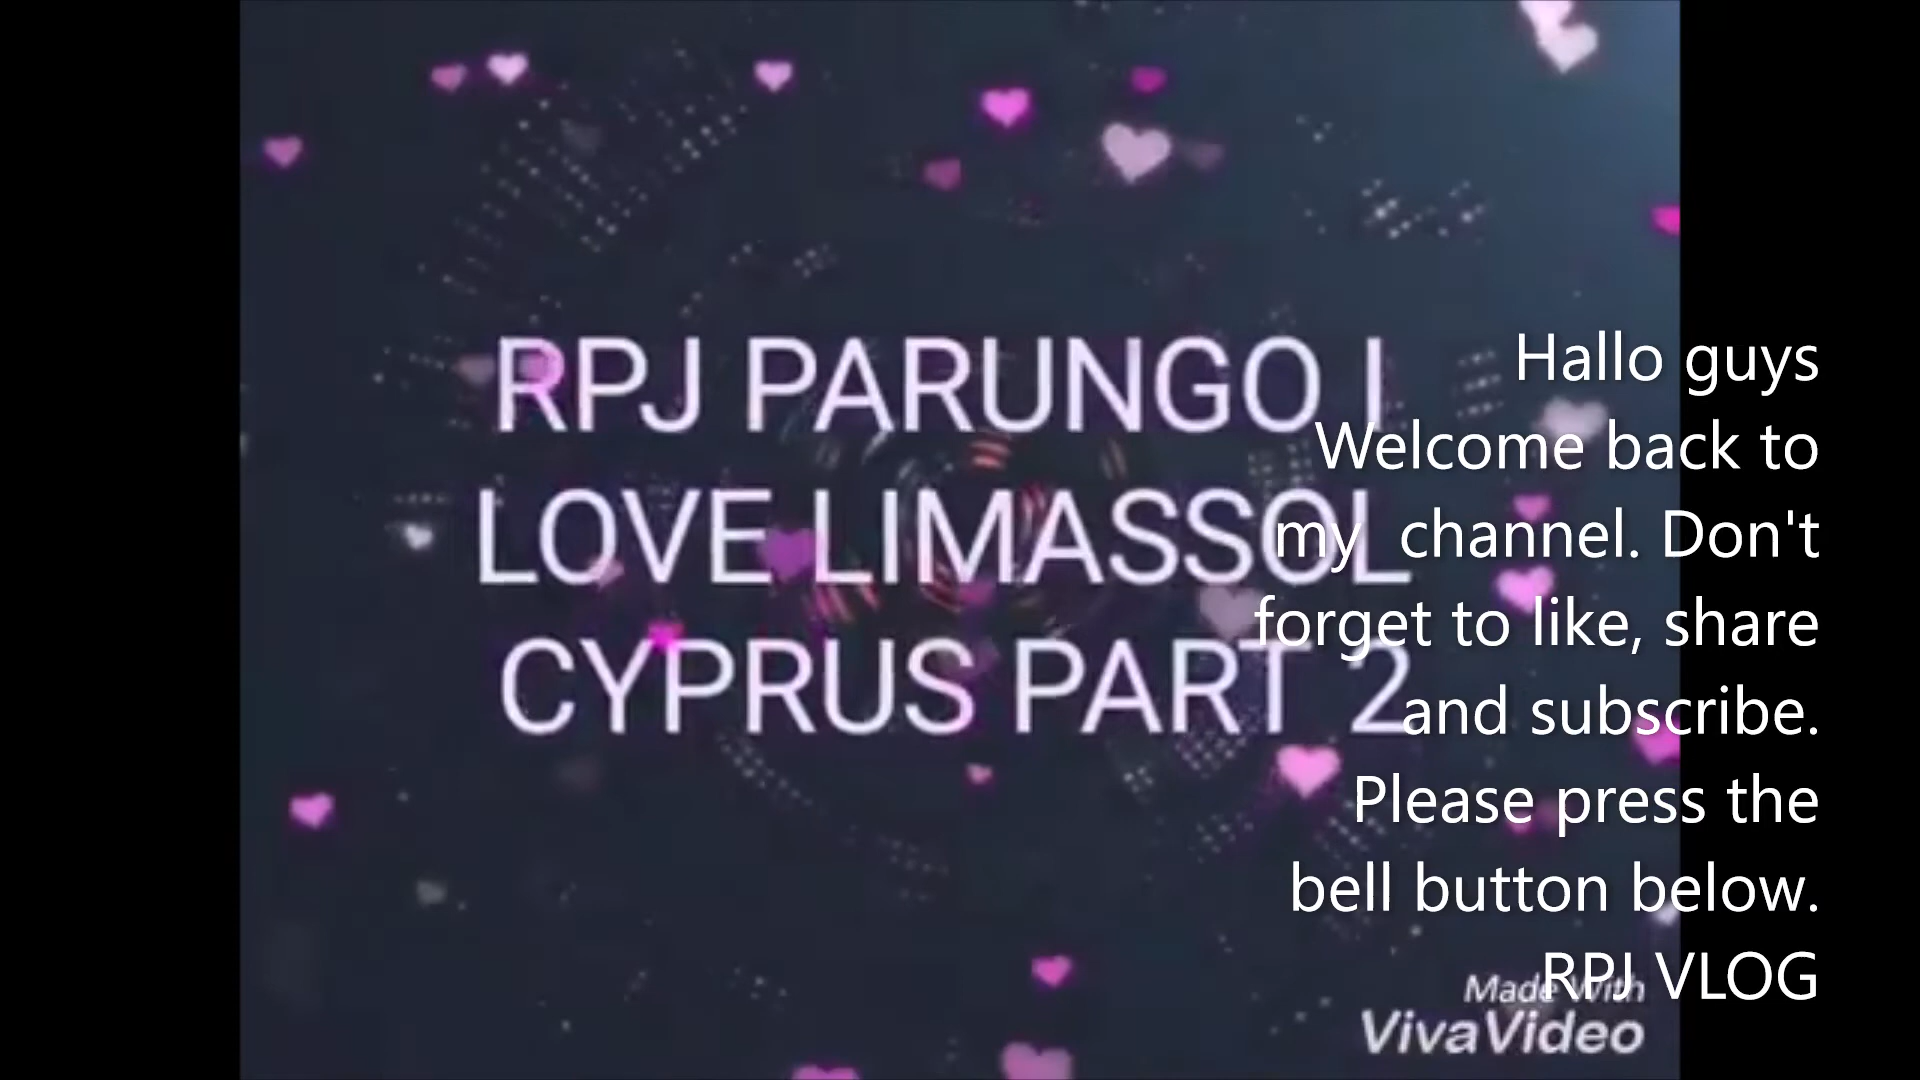 RPJ PARUNGO I
LOVE LIMASSOL
CYPRUS PART 2
Hallo guys
Welcome back to
my  channel. Don't
forget to like, share
and subscribe.
Please press the
bell button below.
RPJ VLOG
Made With
VivaVideo